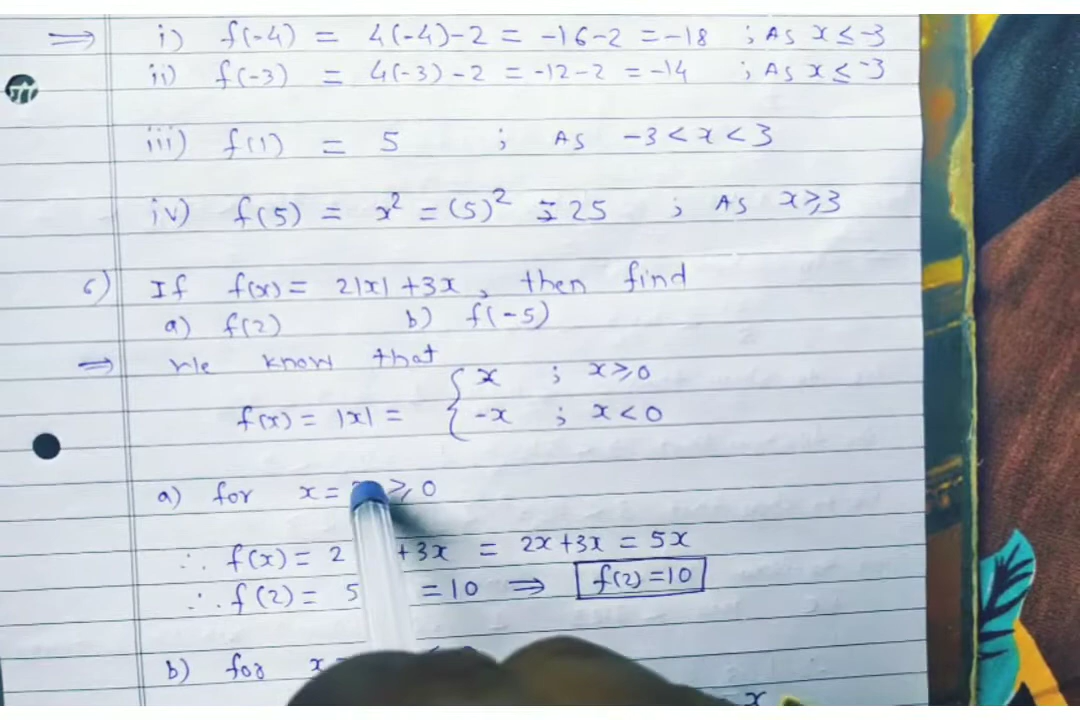 ⇒ i) f(-4) = 4(-4)-2 = -16-2 = -18 ; As x ≤ -3
ii) f(-3) = 4(-3)-2 = -12-2 = -14 ; As x ≤ -3
iii) f(1) = 5 ; As -3 < x < 3
iv) f(5) = x² = (5)² = 25 ; As x ≥ 3
c) If f(x) = 2|x| + 3x , then find
a) f(2) b) f(-5)
⇒ We know that
f(x) = |x| = { x ; x ≥ 0
-x ; x < 0
a) for x = ≥ 0
∴ f(x) = 2 + 3x = 2x + 3x = 5x
∴ f(2) = 5 = 10 ⇒ f(2) = 10
b) for x
x